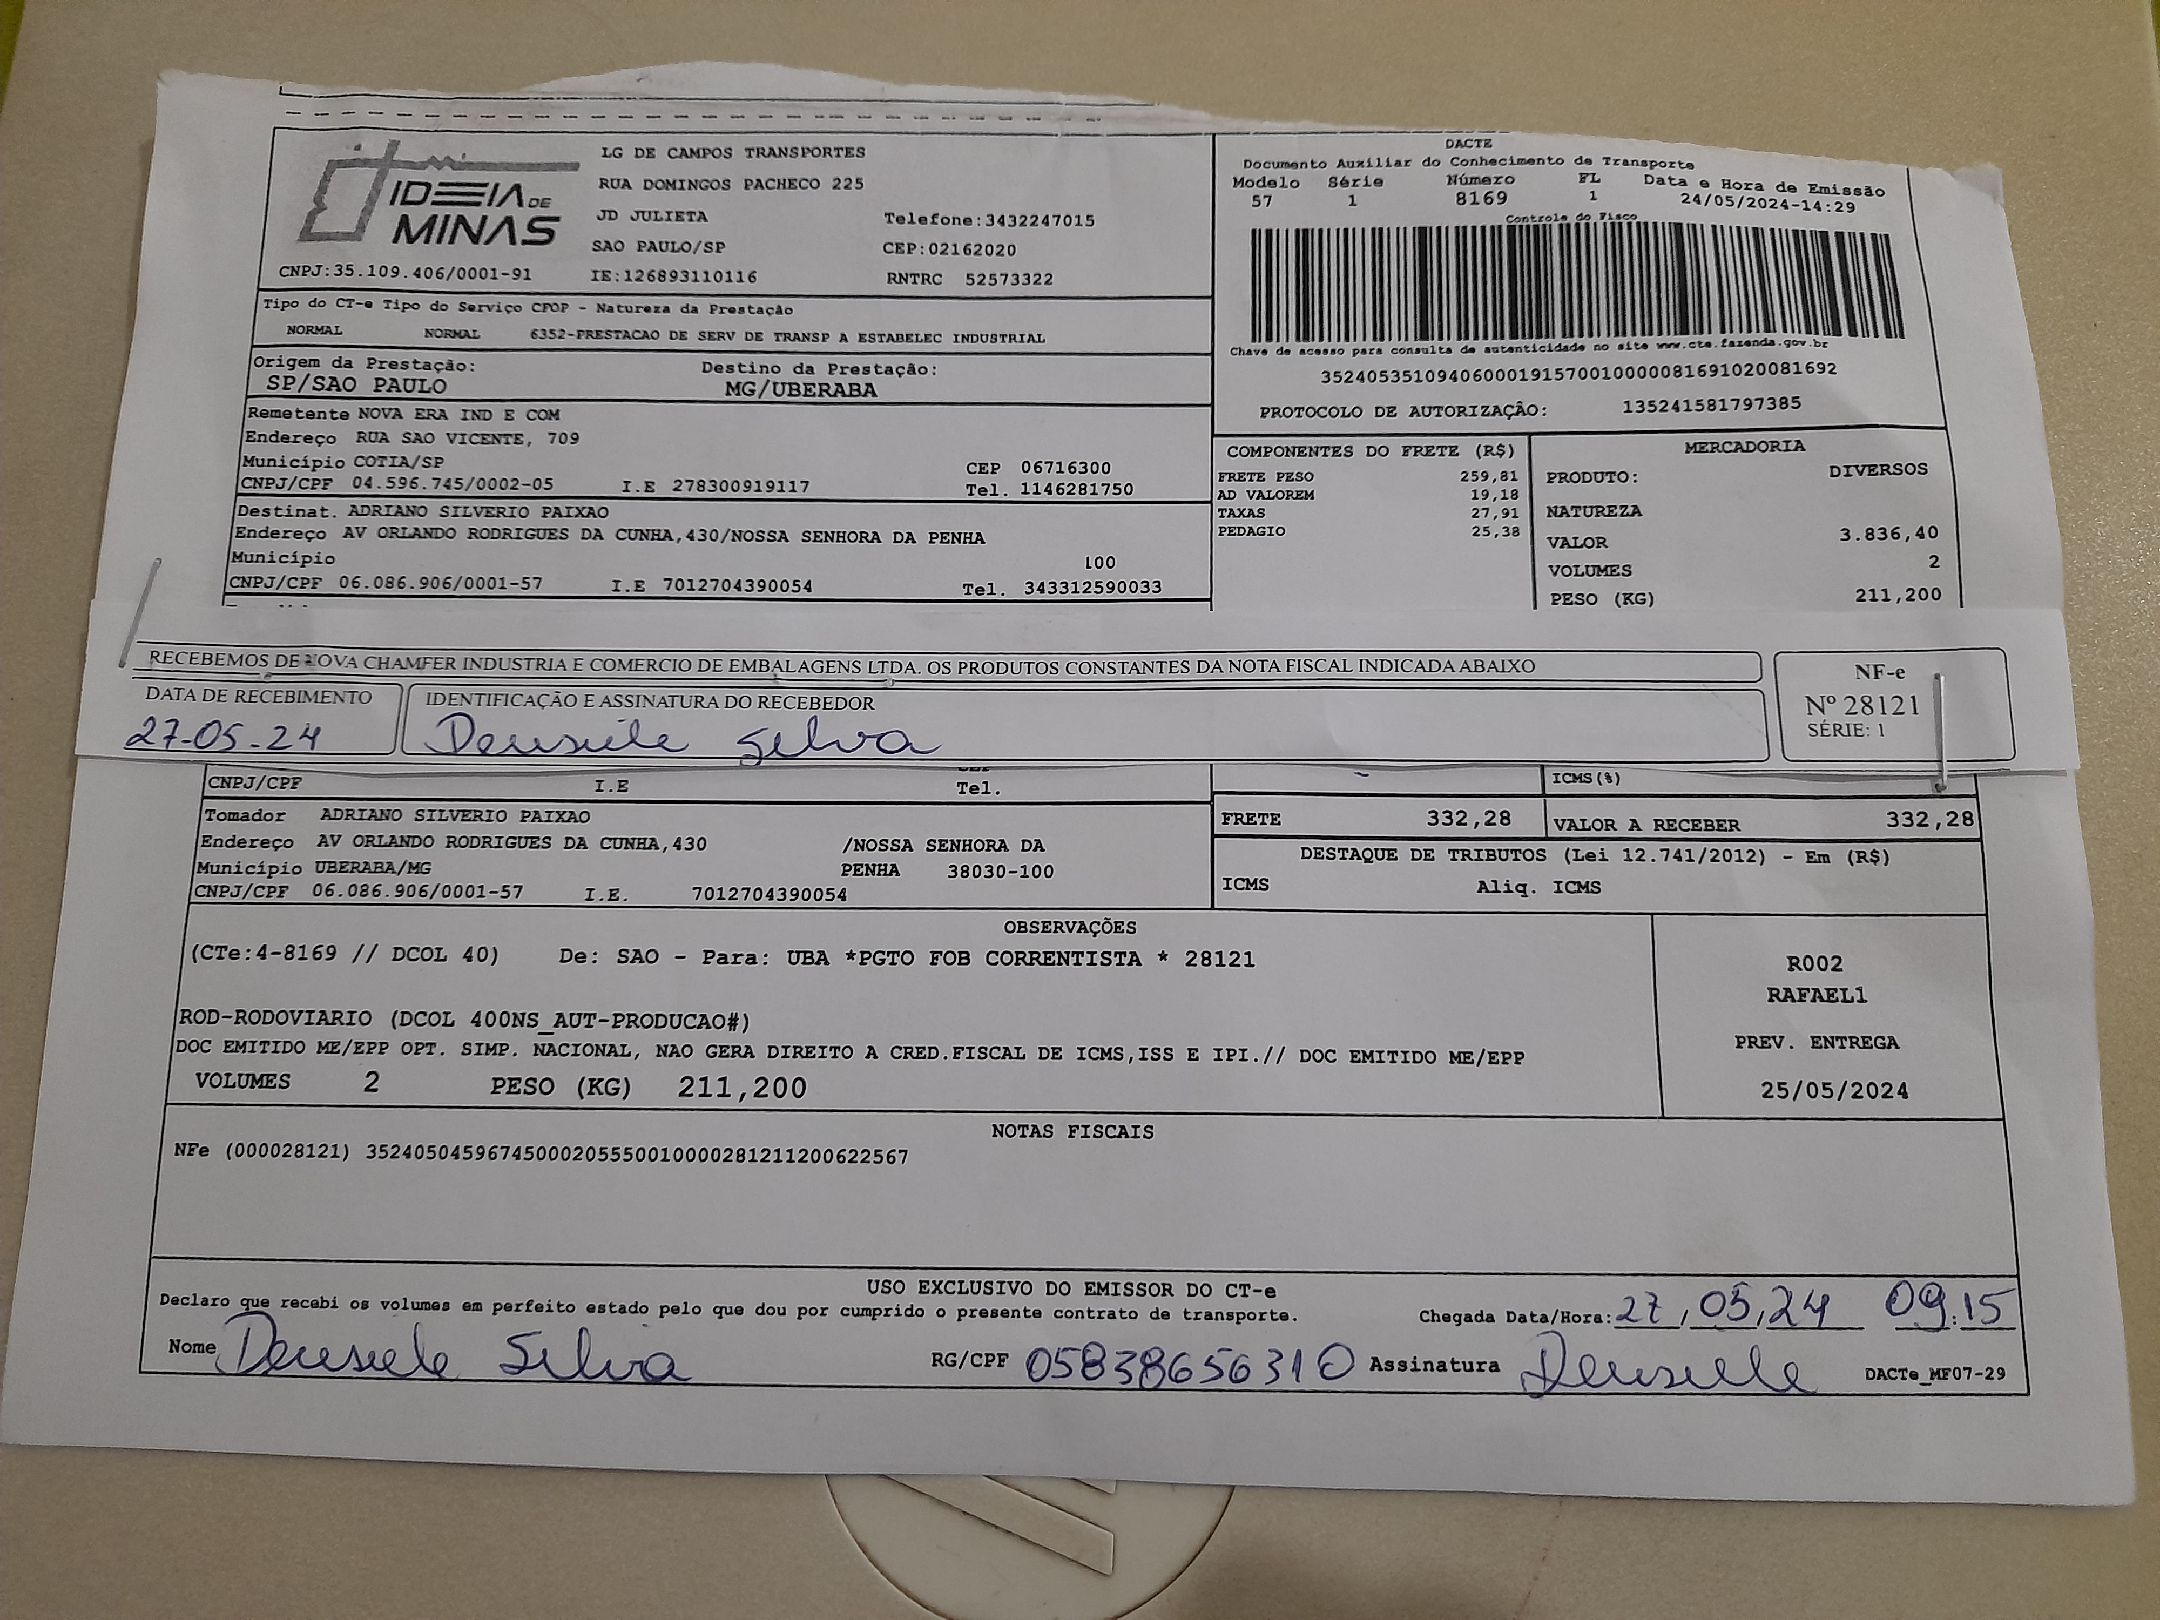 IDEIA DE MINAS
LG DE CAMPOS TRANSPORTES
RUA DOMINGOS PACHECO 225
JD JULIETA Telefone:3432247015
SAO PAULO/SP CEP:02162020
CNPJ:35.109.406/0001-91 IE:126893110116 RNTRC 52573322
DACTE
Documento Auxiliar do Conhecimento de Transporte
Modelo Série Número FL Data e Hora de Emissão
57 1 8169 1 24/05/2024-14:29
Controle do Fisco
Chave de acesso para consulta de autenticidade no site www.cte.fazenda.gov.br
35240535109406000191570010000081691020081692
PROTOCOLO DE AUTORIZAÇÃO: 135241581797385
Tipo do CT-e Tipo do Serviço CFOP - Natureza da Prestação
NORMAL NORMAL 6352-PRESTACAO DE SERV DE TRANSP A ESTABELEC INDUSTRIAL
Origem da Prestação: Destino da Prestação:
SP/SAO PAULO MG/UBERABA
Remetente NOVA ERA IND E COM
Endereço RUA SAO VICENTE, 709
Município COTIA/SP CEP 06716300
CNPJ/CPF 04.596.745/0002-05 I.E 278300919117 Tel. 1146281750
Destinat. ADRIANO SILVERIO PAIXAO
Endereço AV ORLANDO RODRIGUES DA CUNHA,430/NOSSA SENHORA DA PENHA
Município 100
CNPJ/CPF 06.086.906/0001-57 I.E 7012704390054 Tel. 343312590033
COMPONENTES DO FRETE (R$)
FRETE PESO 259,81
AD VALOREM 19,18
TAXAS 27,91
PEDAGIO 25,38
MERCADORIA
PRODUTO: DIVERSOS
NATUREZA
VALOR 3.836,40
VOLUMES 2
PESO (KG) 211,200
RECEBEMOS DE NOVA CHAMFER INDUSTRIA E COMERCIO DE EMBALAGENS LTDA. OS PRODUTOS CONSTANTES DA NOTA FISCAL INDICADA ABAIXO
DATA DE RECEBIMENTO IDENTIFICAÇÃO E ASSINATURA DO RECEBEDOR
27-05-24 Deusiele Silva
NF-e
Nº 28121
SÉRIE: 1
CNPJ/CPF I.E Tel.
ICMS(%)
Tomador ADRIANO SILVERIO PAIXAO
Endereço AV ORLANDO RODRIGUES DA CUNHA,430 /NOSSA SENHORA DA
Município UBERABA/MG PENHA 38030-100
CNPJ/CPF 06.086.906/0001-57 I.E. 7012704390054
FRETE 332,28 VALOR A RECEBER 332,28
DESTAQUE DE TRIBUTOS (Lei 12.741/2012) - Em (R$)
ICMS Aliq. ICMS
OBSERVAÇÕES
(CTe:4-8169 // DCOL 40) De: SAO - Para: UBA *PGTO FOB CORRENTISTA * 28121
ROD-RODOVIARIO (DCOL 400NS_AUT-PRODUCAO#)
DOC EMITIDO ME/EPP OPT. SIMP. NACIONAL, NAO GERA DIREITO A CRED.FISCAL DE ICMS,ISS E IPI.// DOC EMITIDO ME/EPP
VOLUMES 2 PESO (KG) 211,200
R002
RAFAEL1
PREV. ENTREGA
25/05/2024
NOTAS FISCAIS
NFe (000028121) 35240504596745000205550010000281211200622567
USO EXCLUSIVO DO EMISSOR DO CT-e
Declaro que recebi os volumes em perfeito estado pelo que dou por cumprido o presente contrato de transporte. Chegada Data/Hora: 27,05,24 09:15
Nome Deusiele Silva RG/CPF 05838656310 Assinatura Deusiele DACTe_MF07-29